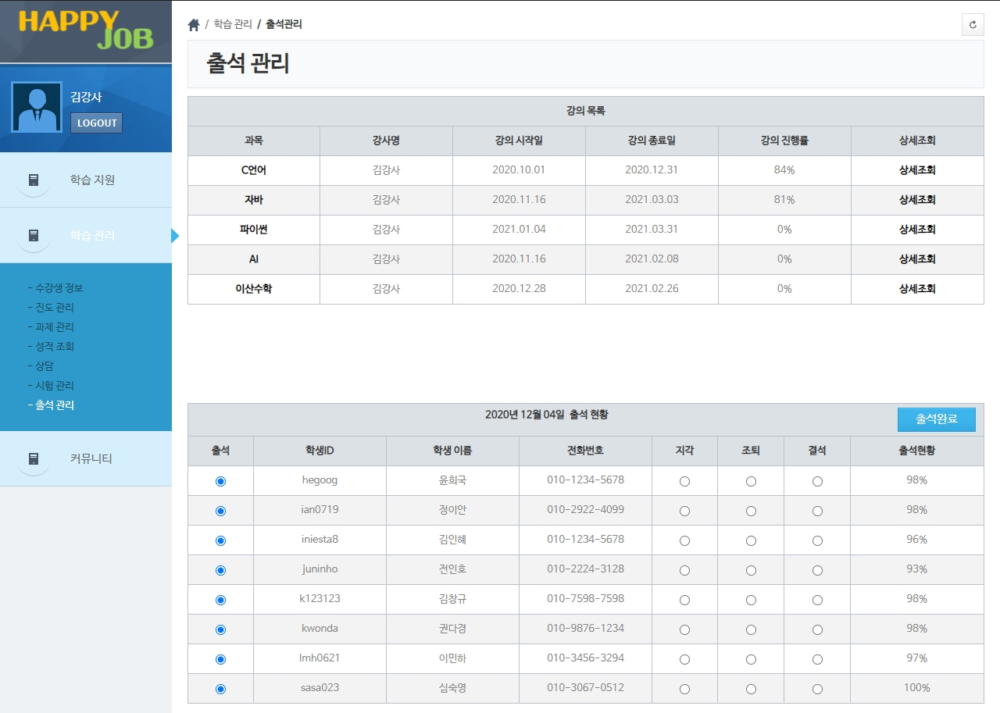 HAPPY
JOB
김강사
LOGOUT
학습 지원
학습 관리
- 수강생 정보
- 진도 관리
- 과제 관리
- 성적 조회
- 상담
- 시험 관리
- 출석 관리
커뮤니티
/ 학습 관리 / 출석관리
출석 관리
강의 목록
과목 강사명 강의 시작일 강의 종료일 강의 진행률 상세조회
C언어 김강사 2020.10.01 2020.12.31 84% 상세조회
자바 김강사 2020.11.16 2021.03.03 81% 상세조회
파이썬 김강사 2021.01.04 2021.03.31 0% 상세조회
AI 김강사 2020.11.16 2021.02.08 0% 상세조회
이산수학 김강사 2020.12.28 2021.02.26 0% 상세조회
2020년 12월 04일 출석 현황 출석완료
출석 학생ID 학생 이름 전화번호 지각 조퇴 결석 출석현황
hegoog 윤희국 010-1234-5678 98%
ian0719 정이안 010-2922-4099 98%
iniesta8 김인혜 010-1234-5678 96%
juninho 전인호 010-2224-3128 93%
k123123 김창규 010-7598-7598 98%
kwonda 권다경 010-9876-1234 98%
lmh0621 이민하 010-3456-3294 97%
sasa023 심숙영 010-3067-0512 100%